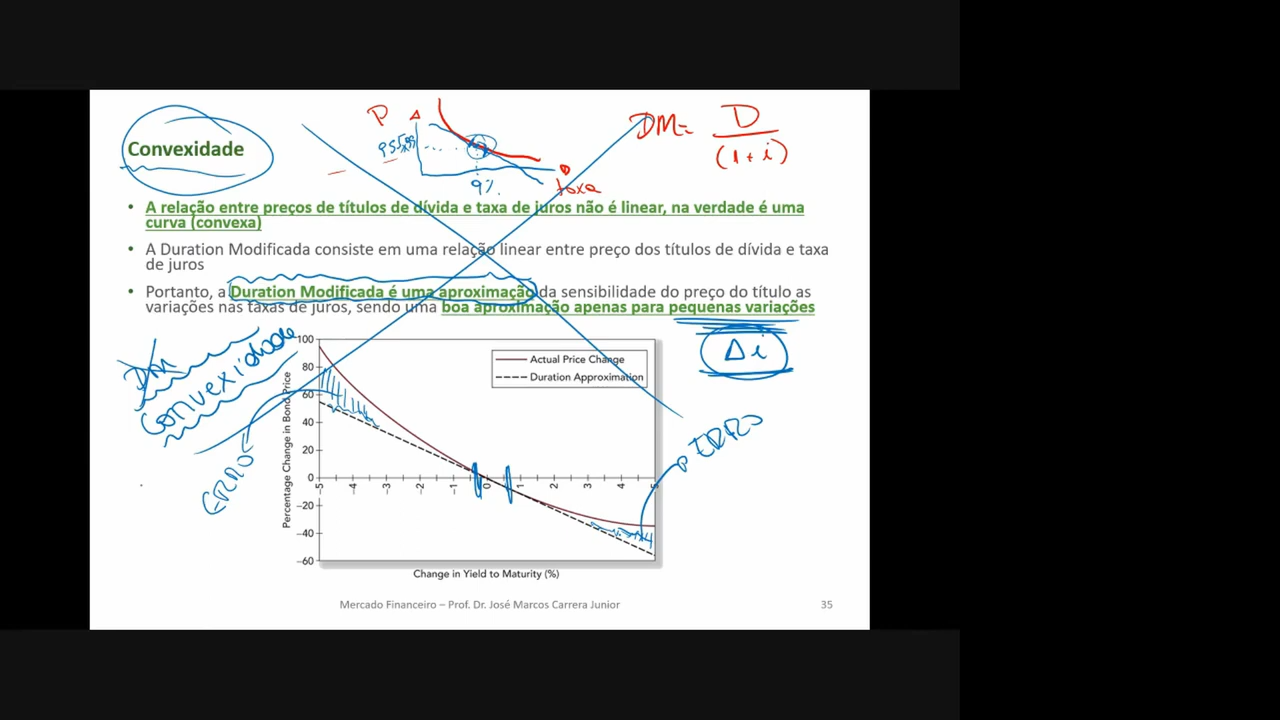 Convexidade
P
9%
taxa
DM= D
(1+i)
• A relação entre preços de títulos de dívida e taxa de juros não é linear, na verdade é uma
curva (convexa)
• A Duration Modificada consiste em uma relação linear entre preço dos títulos de dívida e taxa
de juros
• Portanto, a Duration Modificada é uma aproximação da sensibilidade do preço do título as
variações nas taxas de juros, sendo uma boa aproximação apenas para pequenas variações
Δi
DM
Convexidade
ERRO
ERRO
Actual Price Change
Duration Approximation
Percentage Change in Bond Price
100
80
60
40
20
0
−20
−40
−60
−5 −4 −3 −2 −1 0 1 2 3 4 5
Change in Yield to Maturity (%)
Mercado Financeiro – Prof. Dr. José Marcos Carrera Junior
35